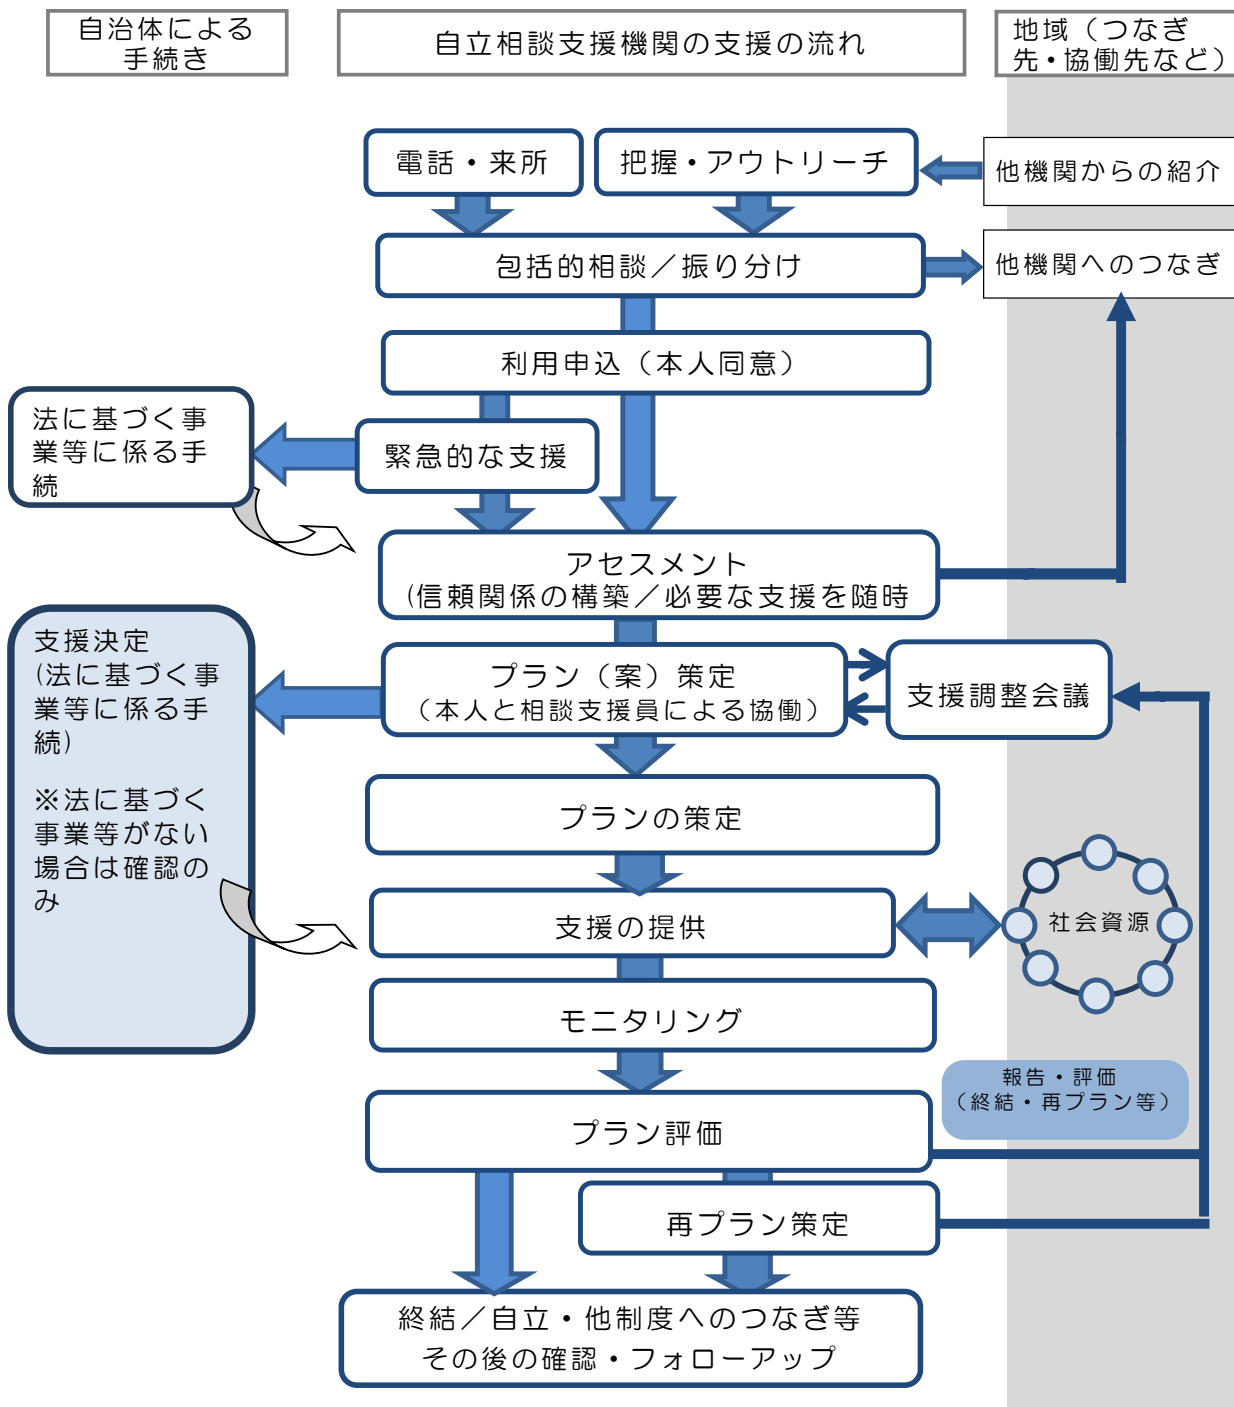 自治体による
手続き
自立相談支援機関の支援の流れ
地域（つなぎ
先・協働先など）
電話・来所
把握・アウトリーチ
他機関からの紹介
包括的相談／振り分け
他機関へのつなぎ
利用申込（本人同意）
法に基づく事
業等に係る手
続
緊急的な支援
アセスメント
(信頼関係の構築／必要な支援を随時
支援決定
(法に基づく事
業等に係る手
続)
※法に基づく
事業等がない
場合は確認の
み
プラン（案）策定
（本人と相談支援員による協働）
支援調整会議
プランの策定
支援の提供
社会資源
モニタリング
報告・評価
（終結・再プラン等）
プラン評価
再プラン策定
終結／自立・他制度へのつなぎ等
その後の確認・フォローアップ